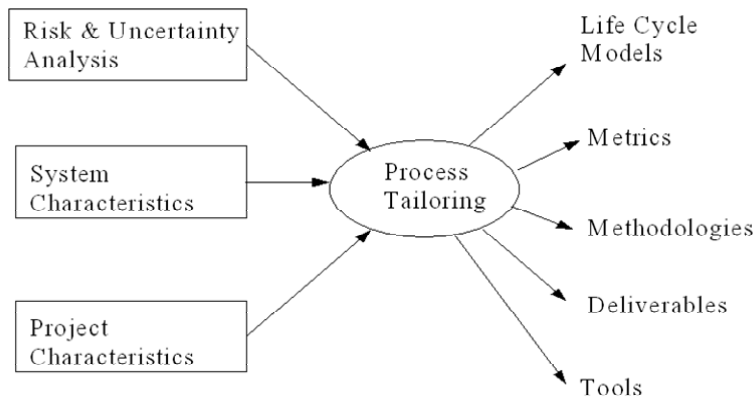 Risk & Uncertainty
Analysis
System
Characteristics
Project
Characteristics
Process
Tailoring
Life Cycle
Models
Metrics
Methodologies
Deliverables
Tools